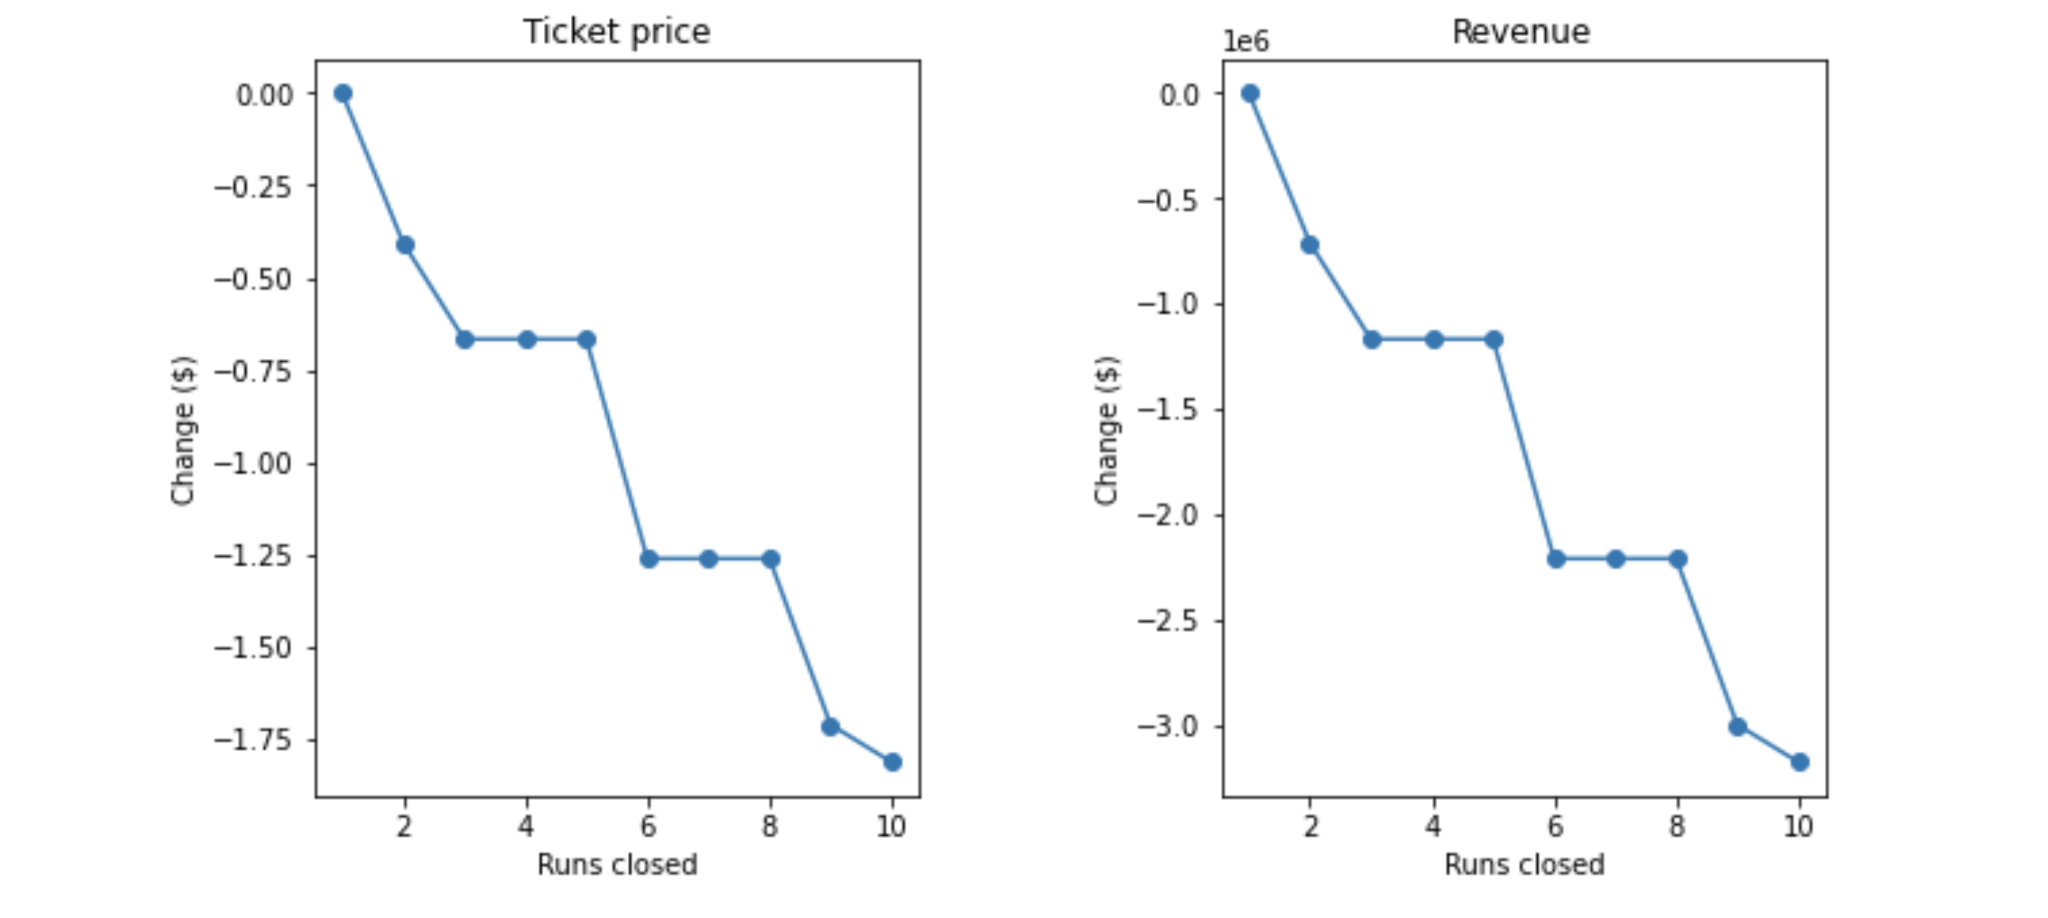 Ticket price
0.00
−0.25
−0.50
−0.75
−1.00
−1.25
−1.50
−1.75
Change ($)
2 4 6 8 10
Runs closed
Revenue
1e6
0.0
−0.5
−1.0
−1.5
−2.0
−2.5
−3.0
Change ($)
2 4 6 8 10
Runs closed